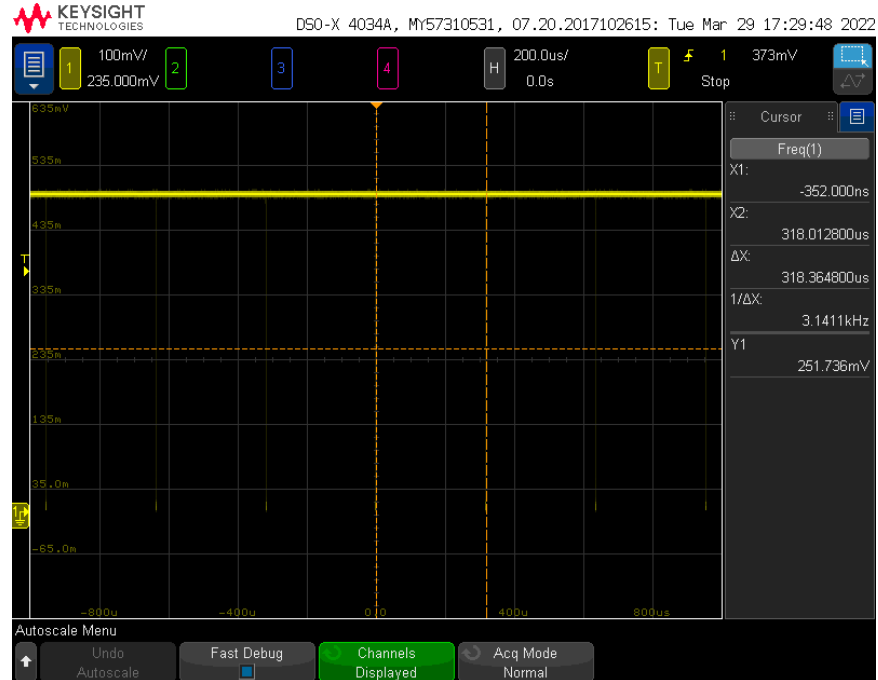 KEYSIGHT
TECHNOLOGIES
DSO-X 4034A, MY57310531, 07.20.2017102615: Tue Mar 29 17:29:48 2022
1 100mV/ 235.000mV 2 3 4 H 200.0us/ 0.0s T 1 373mV Stop
635mV
535m
435m
335m
235m
135m
35.0m
-65.0m
-800u -400u 0.0 400u 800us
T
1
Cursor
Freq(1)
X1:
-352.000ns
X2:
318.012800us
ΔX:
318.364800us
1/ΔX:
3.1411kHz
Y1
251.736mV
Autoscale Menu
Undo Autoscale
Fast Debug
Channels Displayed
Acq Mode Normal